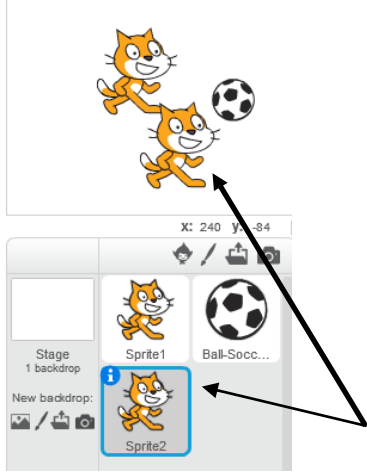 x: 240 y: -84
Sprite1
Ball-Socc...
Stage
1 backdrop
New backdrop:
i
Sprite2